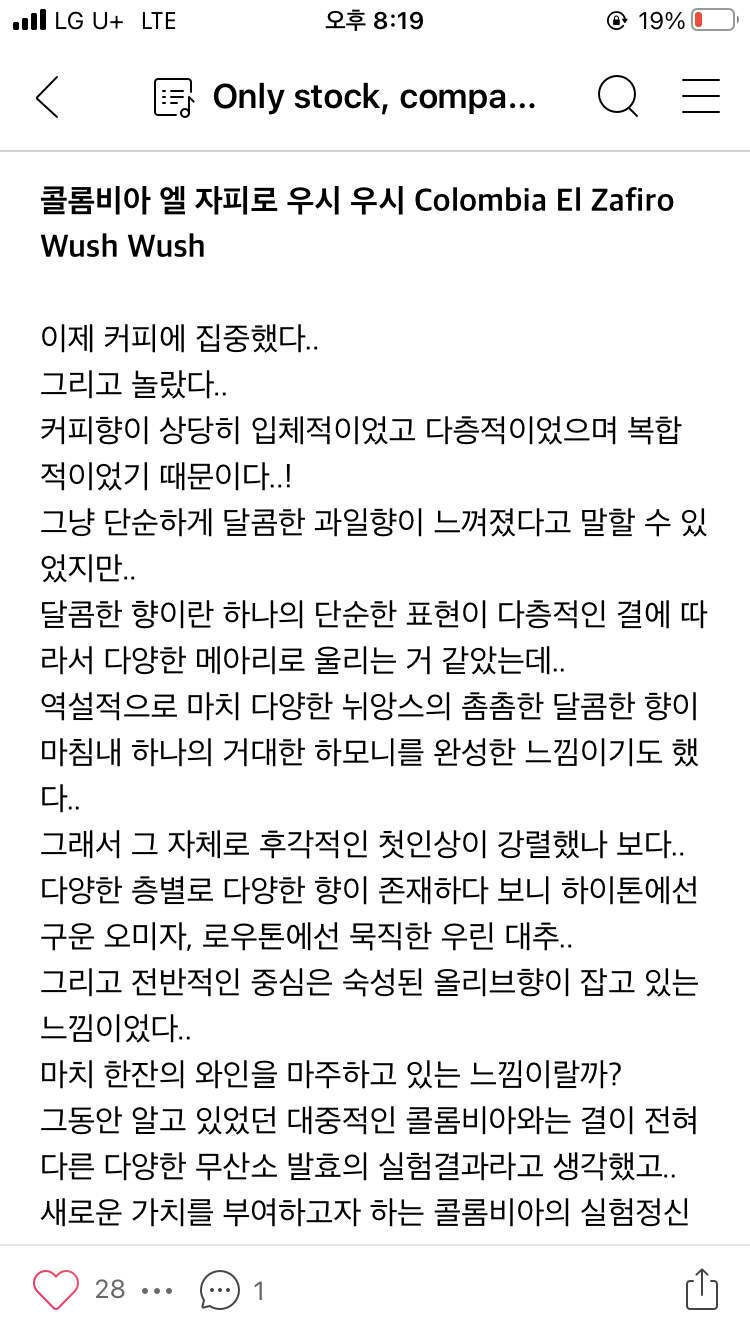 LG U+ LTE 오후 8:19 19%
Only stock, compa...
콜롬비아 엘 자피로 우시 우시 Colombia El Zafiro
Wush Wush
이제 커피에 집중했다..
그리고 놀랐다..
커피향이 상당히 입체적이었고 다층적이었으며 복합
적이었기 때문이다..!
그냥 단순하게 달콤한 과일향이 느껴졌다고 말할 수 있
었지만..
달콤한 향이란 하나의 단순한 표현이 다층적인 결에 따
라서 다양한 메아리로 울리는 거 같았는데..
역설적으로 마치 다양한 뉘앙스의 촘촘한 달콤한 향이
마침내 하나의 거대한 하모니를 완성한 느낌이기도 했
다..
그래서 그 자체로 후각적인 첫인상이 강렬했나 보다..
다양한 층별로 다양한 향이 존재하다 보니 하이톤에선
구운 오미자, 로우톤에선 묵직한 우린 대추..
그리고 전반적인 중심은 숙성된 올리브향이 잡고 있는
느낌이었다..
마치 한잔의 와인을 마주하고 있는 느낌이랄까?
그동안 알고 있었던 대중적인 콜롬비아와는 결이 전혀
다른 다양한 무산소 발효의 실험결과라고 생각했고..
새로운 가치를 부여하고자 하는 콜롬비아의 실험정신
28 1